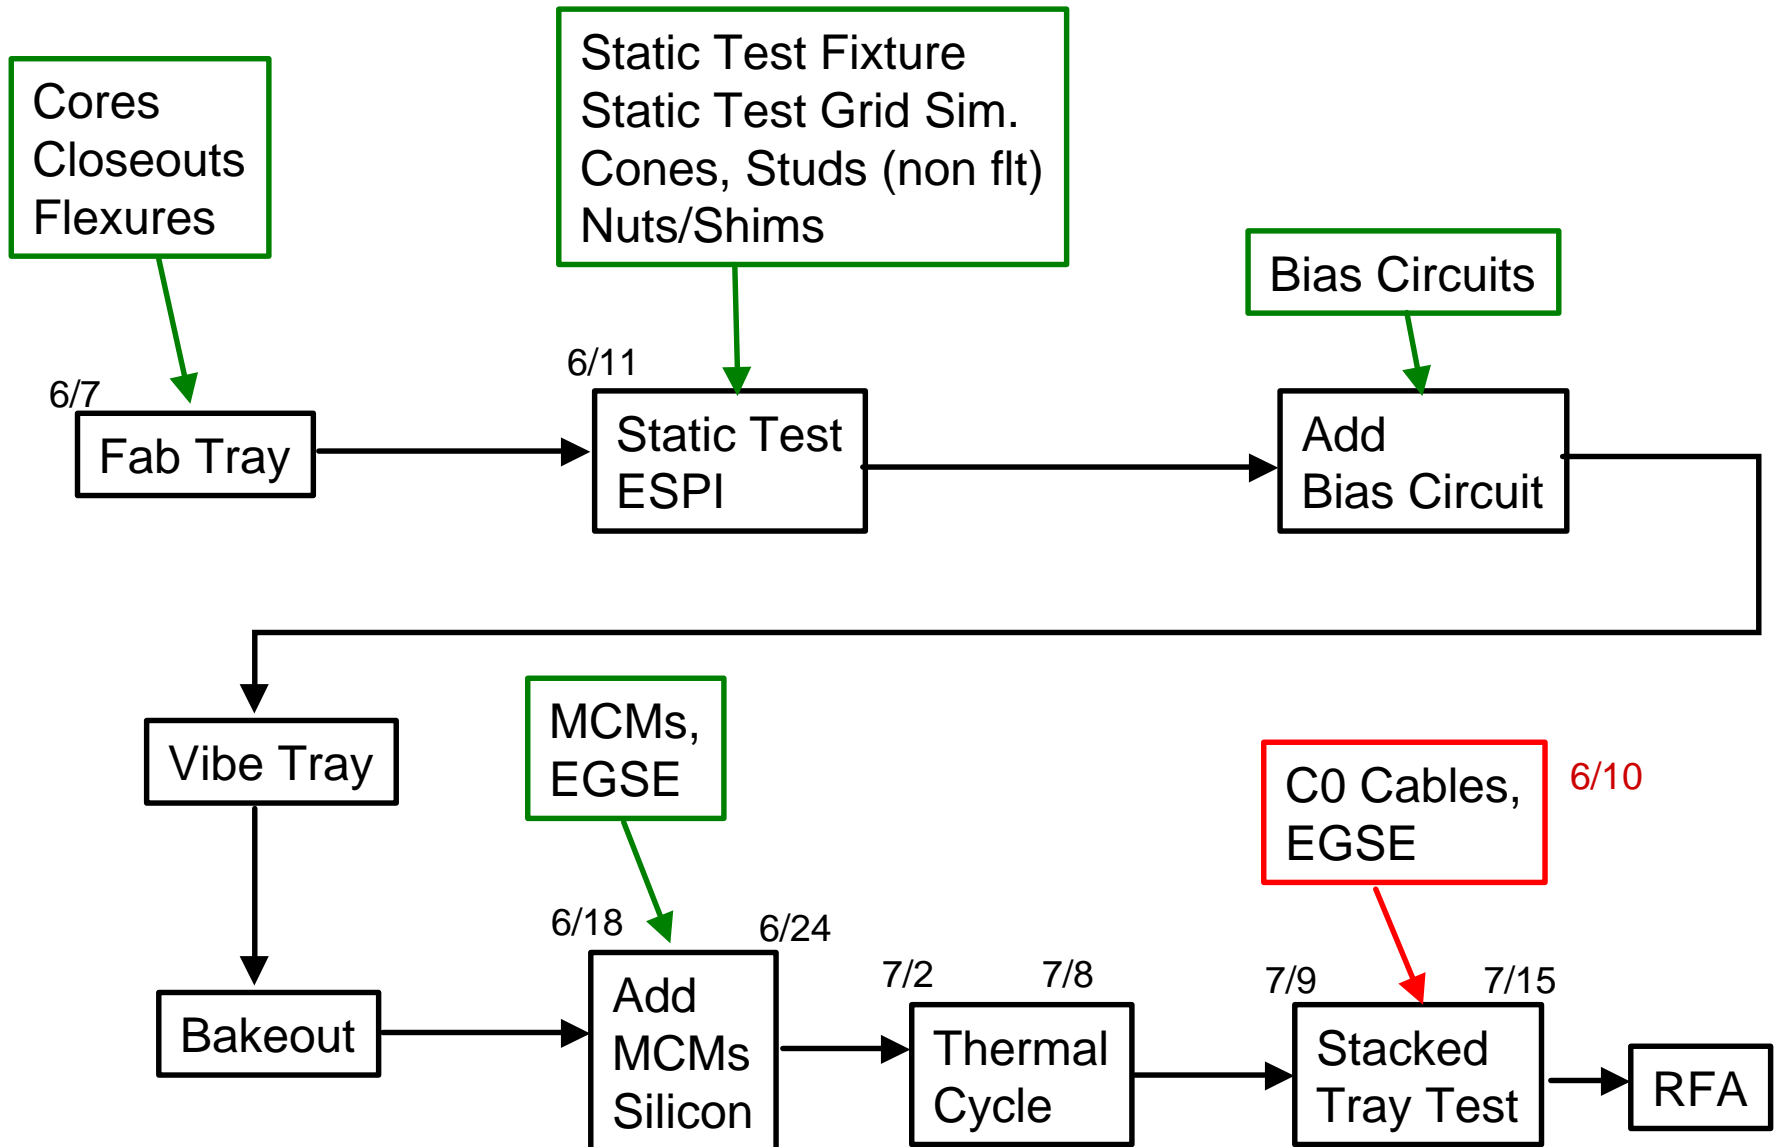 Cores
Closeouts
Flexures
Static Test Fixture
Static Test Grid Sim.
Cones, Studs (non flt)
Nuts/Shims
Bias Circuits
6/7
Fab Tray
6/11
Static Test
ESPI
Add
Bias Circuit
Vibe Tray
MCMs,
EGSE
C0 Cables,
EGSE
6/10
Bakeout
6/18
6/24
Add
MCMs
Silicon
7/2
7/8
Thermal
Cycle
7/9
7/15
Stacked
Tray Test
RFA